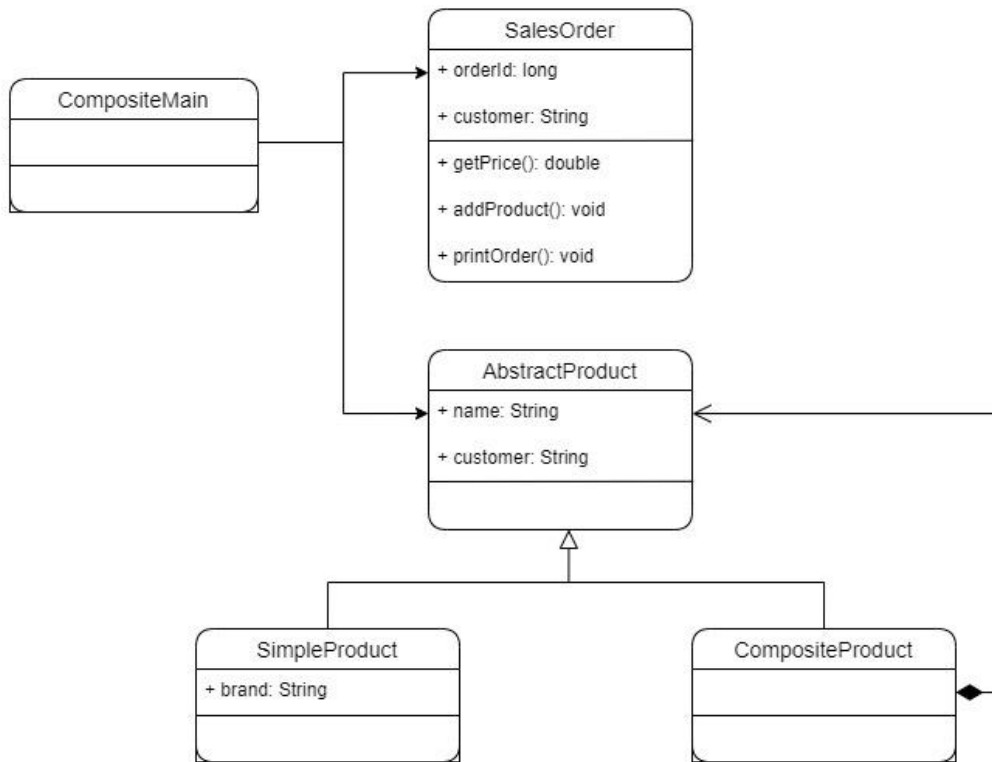 SalesOrder
+ orderId: long
+ customer: String
+ getPrice(): double
+ addProduct(): void
+ printOrder(): void
CompositeMain
AbstractProduct
+ name: String
+ customer: String
SimpleProduct
+ brand: String
CompositeProduct